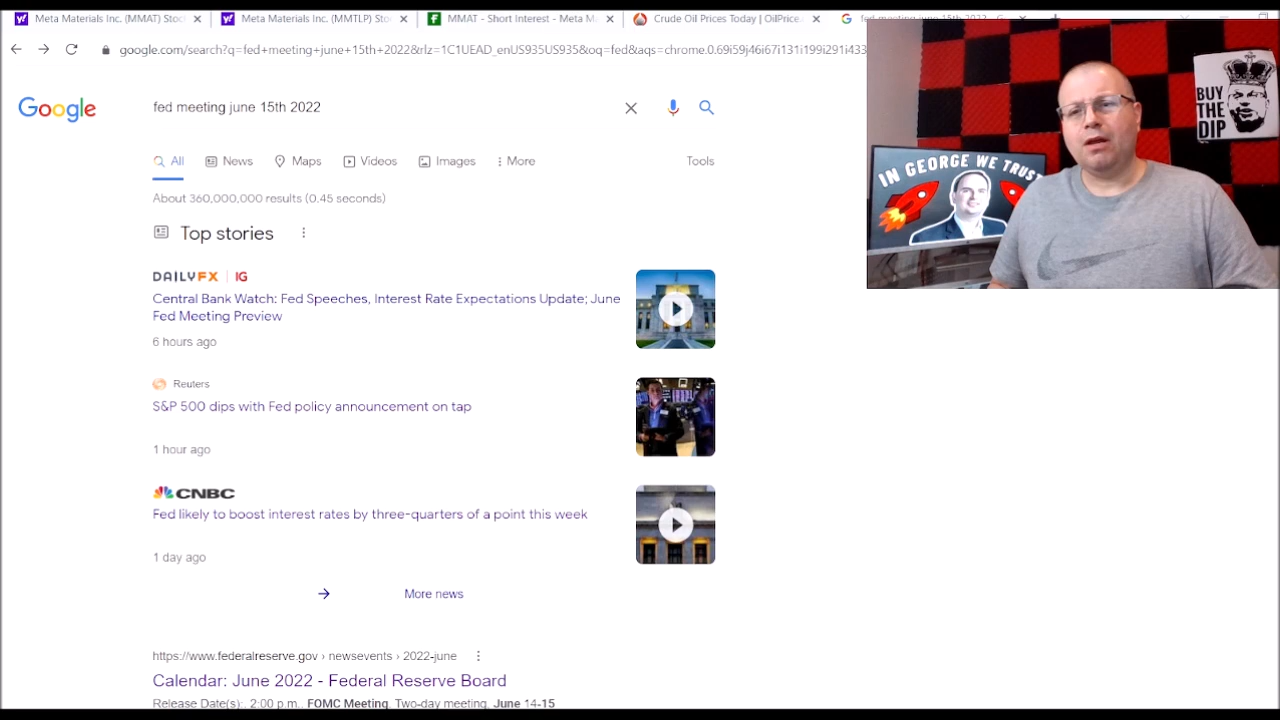 Meta Materials Inc. (MMAT) Stoc
Meta Materials Inc. (MMTLP) Sto
MMAT - Short Interest - Meta M
Crude Oil Prices Today | OilPrice.
fed meeting june 15th 2022 - G
google.com/search?q=fed+meeting+june+15th+2022&rlz=1C1UEAD_enUS935US935&oq=fed&aqs=chrome.0.69i59j46i67i131i199i291i433
Google
fed meeting june 15th 2022
All
News
Maps
Videos
Images
More
Tools
About 360,000,000 results (0.45 seconds)
Top stories
DAILYFX | IG
Central Bank Watch: Fed Speeches, Interest Rate Expectations Update; June
Fed Meeting Preview
6 hours ago
Reuters
S&P 500 dips with Fed policy announcement on tap
1 hour ago
CNBC
Fed likely to boost interest rates by three-quarters of a point this week
1 day ago
More news
https://www.federalreserve.gov › newsevents › 2022-june
Calendar: June 2022 - Federal Reserve Board
Release Date(s):, 2:00 p.m., FOMC Meeting. Two-day meeting, June 14-15
BUY
THE
DIP
IN GEORGE WE TRUST